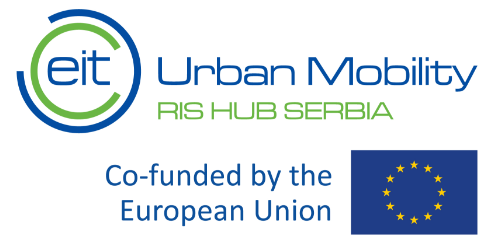 eit Urban Mobility
RIS HUB SERBIA
Co-funded by the
European Union